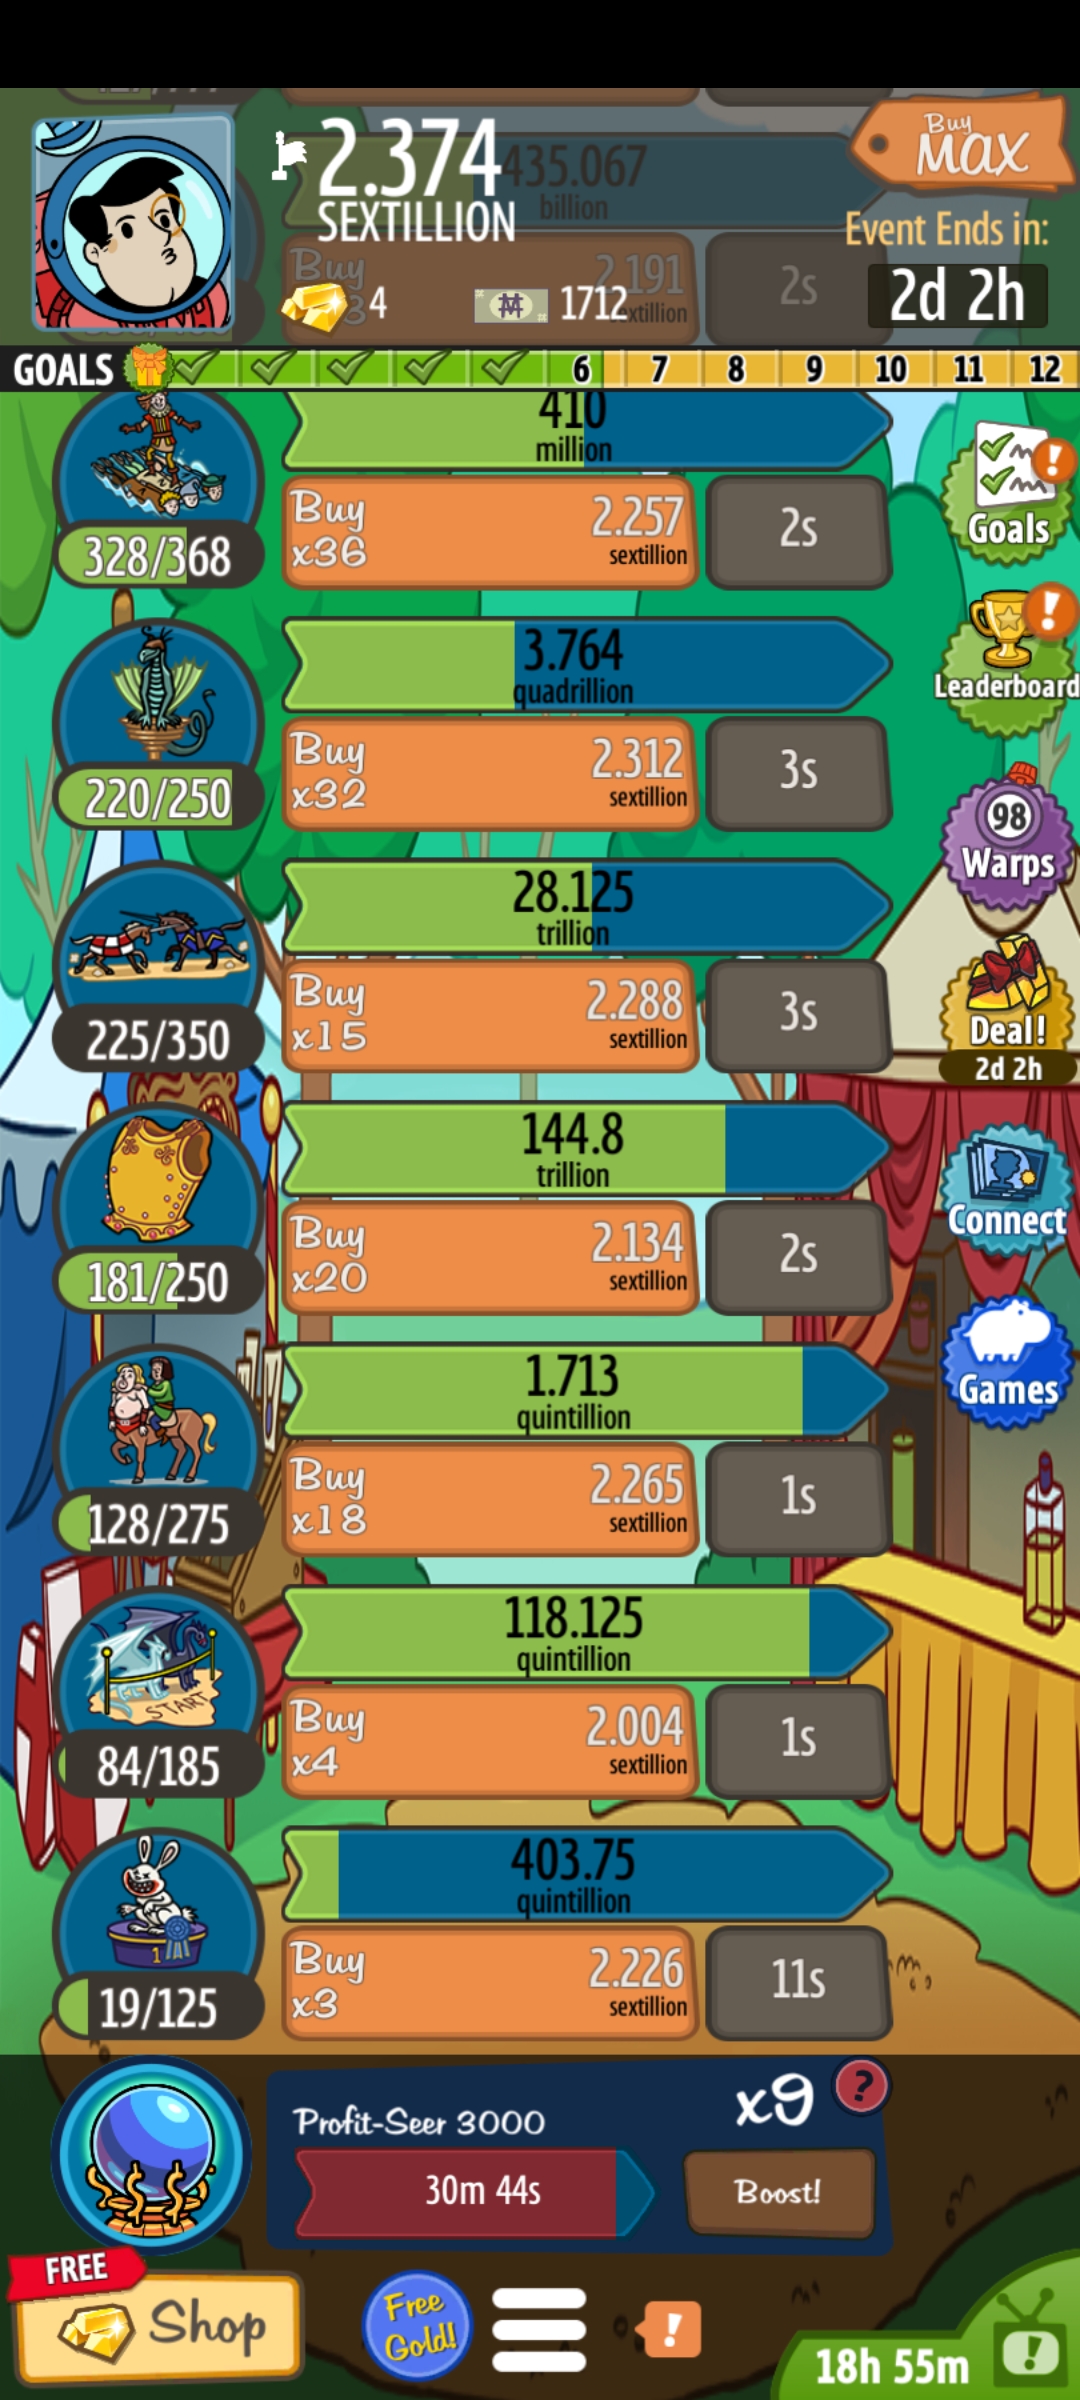 2.374
SEXTILLION
435.067
billion
Buy
MAX
Event Ends in:
2d 2h
Buy
2.191
2s
4
1712
GOALS 6 7 8 9 10 11 12
410
million
328/368
Buy
x36
2.257
sextillion
2s
Goals
3.764
quadrillion
220/250
Buy
x32
2.312
sextillion
3s
Leaderboard
28.125
trillion
225/350
Buy
x15
2.288
sextillion
3s
98
Warps
Deal!
2d 2h
144.8
trillion
181/250
Buy
x20
2.134
sextillion
2s
Connect
1.713
quintillion
128/275
Buy
x18
2.265
sextillion
1s
Games
118.125
quintillion
START
84/185
Buy
x4
2.004
sextillion
1s
403.75
quintillion
1
19/125
Buy
x3
2.226
sextillion
11s
Profit-Seer 3000
x9
?
30m 44s
Boost!
FREE
Shop
Free
Gold!
!
18h 55m
!